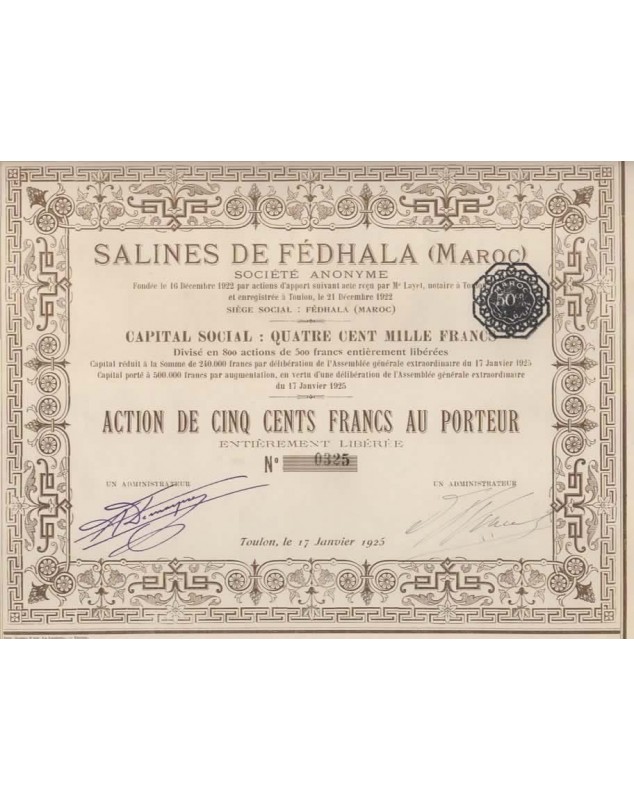 SALINES DE FÉDHALA (MAROC)
SOCIÉTÉ ANONYME
Fondée le 16 Décembre 1922 par actions d'apport suivant acte reçu par Me Layet, notaire à
et enregistrée à Toulon, le 21 Décembre 1922
SIÈGE SOCIAL : FÉDHALA (MAROC)
MAROC
50
CAPITAL SOCIAL : QUATRE CENT MILLE FRANCS
Divisé en 800 actions de 500 francs entièrement libérées
Capital réduit à la Somme de 240.000 francs par délibération de l'Assemblée générale extraordinaire du 17 Janvier 1925
Capital porté à 500.000 francs par augmentation, en vertu d'une délibération de l'Assemblée générale extraordinaire
du 17 Janvier 1925
ACTION DE CINQ CENTS FRANCS AU PORTEUR
ENTIÈREMENT LIBÉRÉE
No 0325
UN ADMINISTRATEUR
UN ADMINISTRATEUR
Toulon, le 17 Janvier 1925